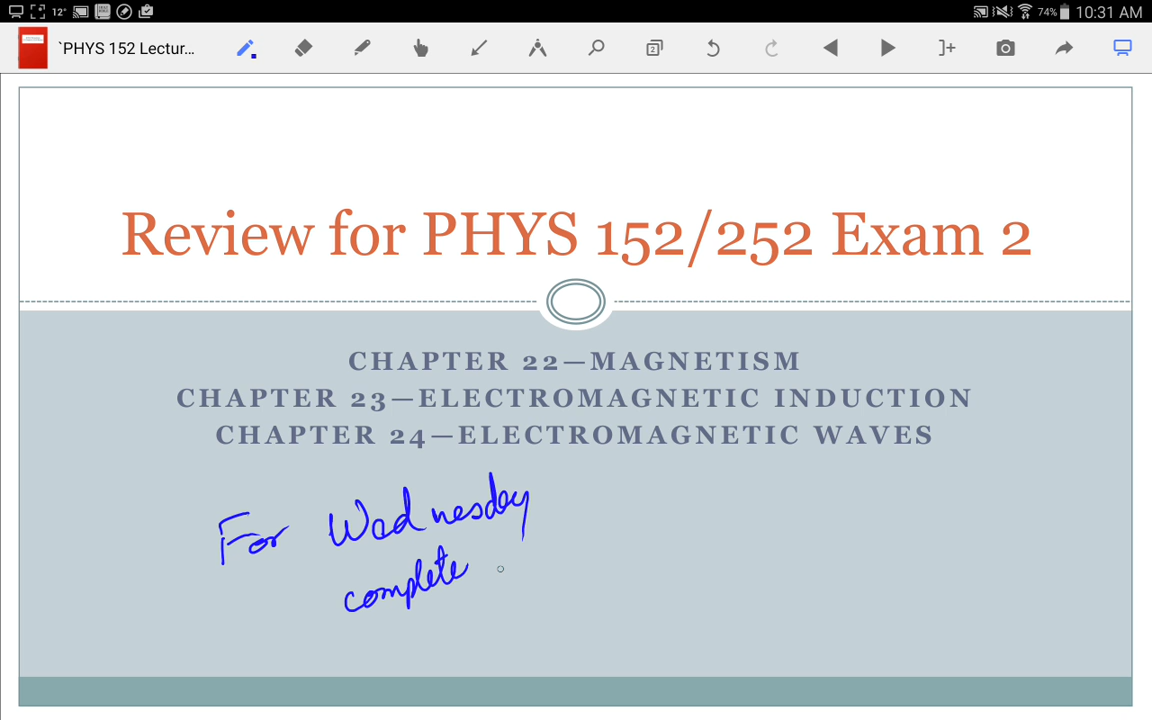 12°
74%
10:31 AM
`PHYS 152 Lectur...
2
Review for PHYS 152/252 Exam 2
CHAPTER 22—MAGNETISM
CHAPTER 23—ELECTROMAGNETIC INDUCTION
CHAPTER 24—ELECTROMAGNETIC WAVES
For Wednesday
complete